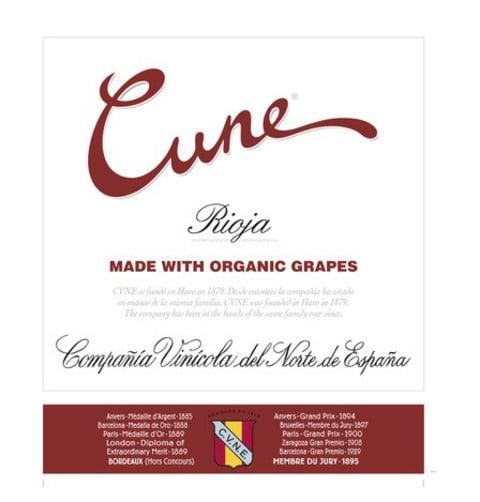 Cune®
Rioja
MADE WITH ORGANIC GRAPES
CVNE se fundó en Haro en 1879. Desde entonces la compañía ha estado
en manos de la misma familia. CVNE was founded in Haro in 1879.
The company has been in the hands of the same family ever since.
Compañía Vinícola del Norte de España
Anvers-Médaille d'Argent-1885
Barcelona-Medalla de Oro-1888
Paris-Médaille d'Or-1889
London-Diploma of
Extraordinary Merit-1889
BORDEAUX (Hors Concours)
C.V.N.E.
Anvers-Grand Prix-1894
Bruxelles-Membre du Jury-1897
Paris-Grand Prix-1900
Zaragoza Gran Premio-1908
Barcelona-Gran Premio-1929
MEMBRE DU JURY-1895